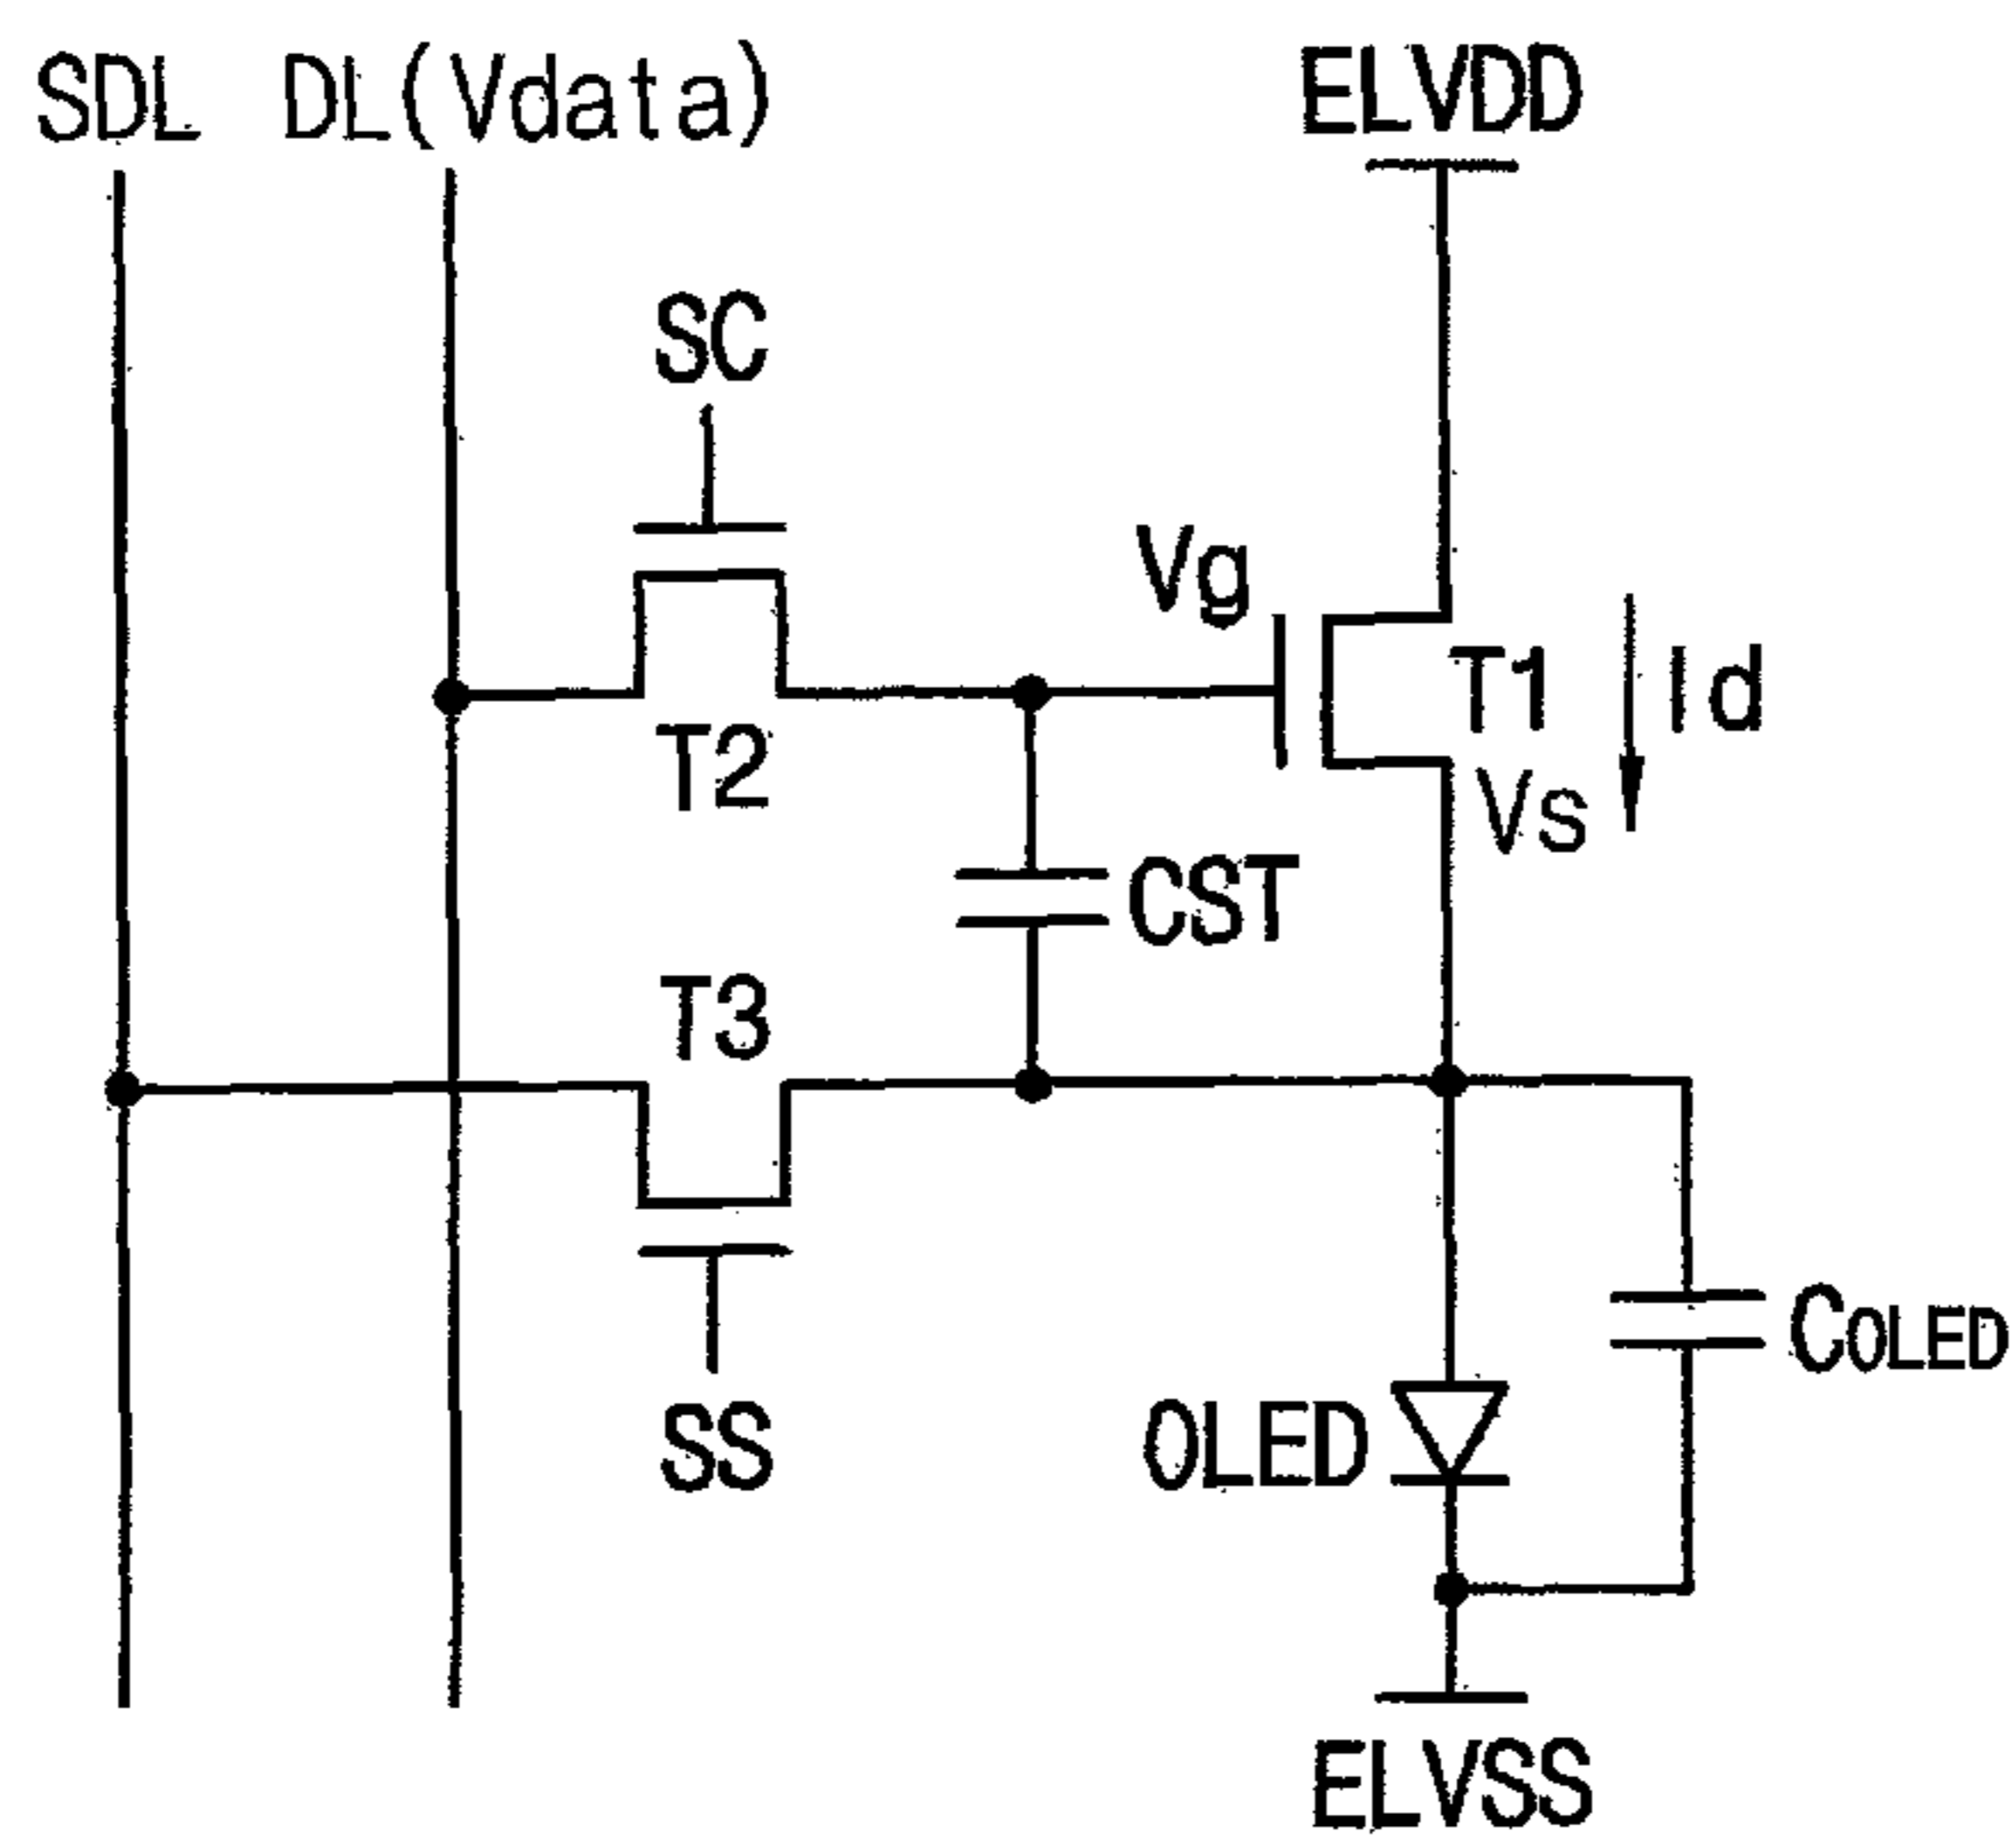 SDL DL(Vdata) ELVDD
SC
Vg
T1 Id
T2
Vs
CST
T3
COLED
OLED
SS
ELVSS